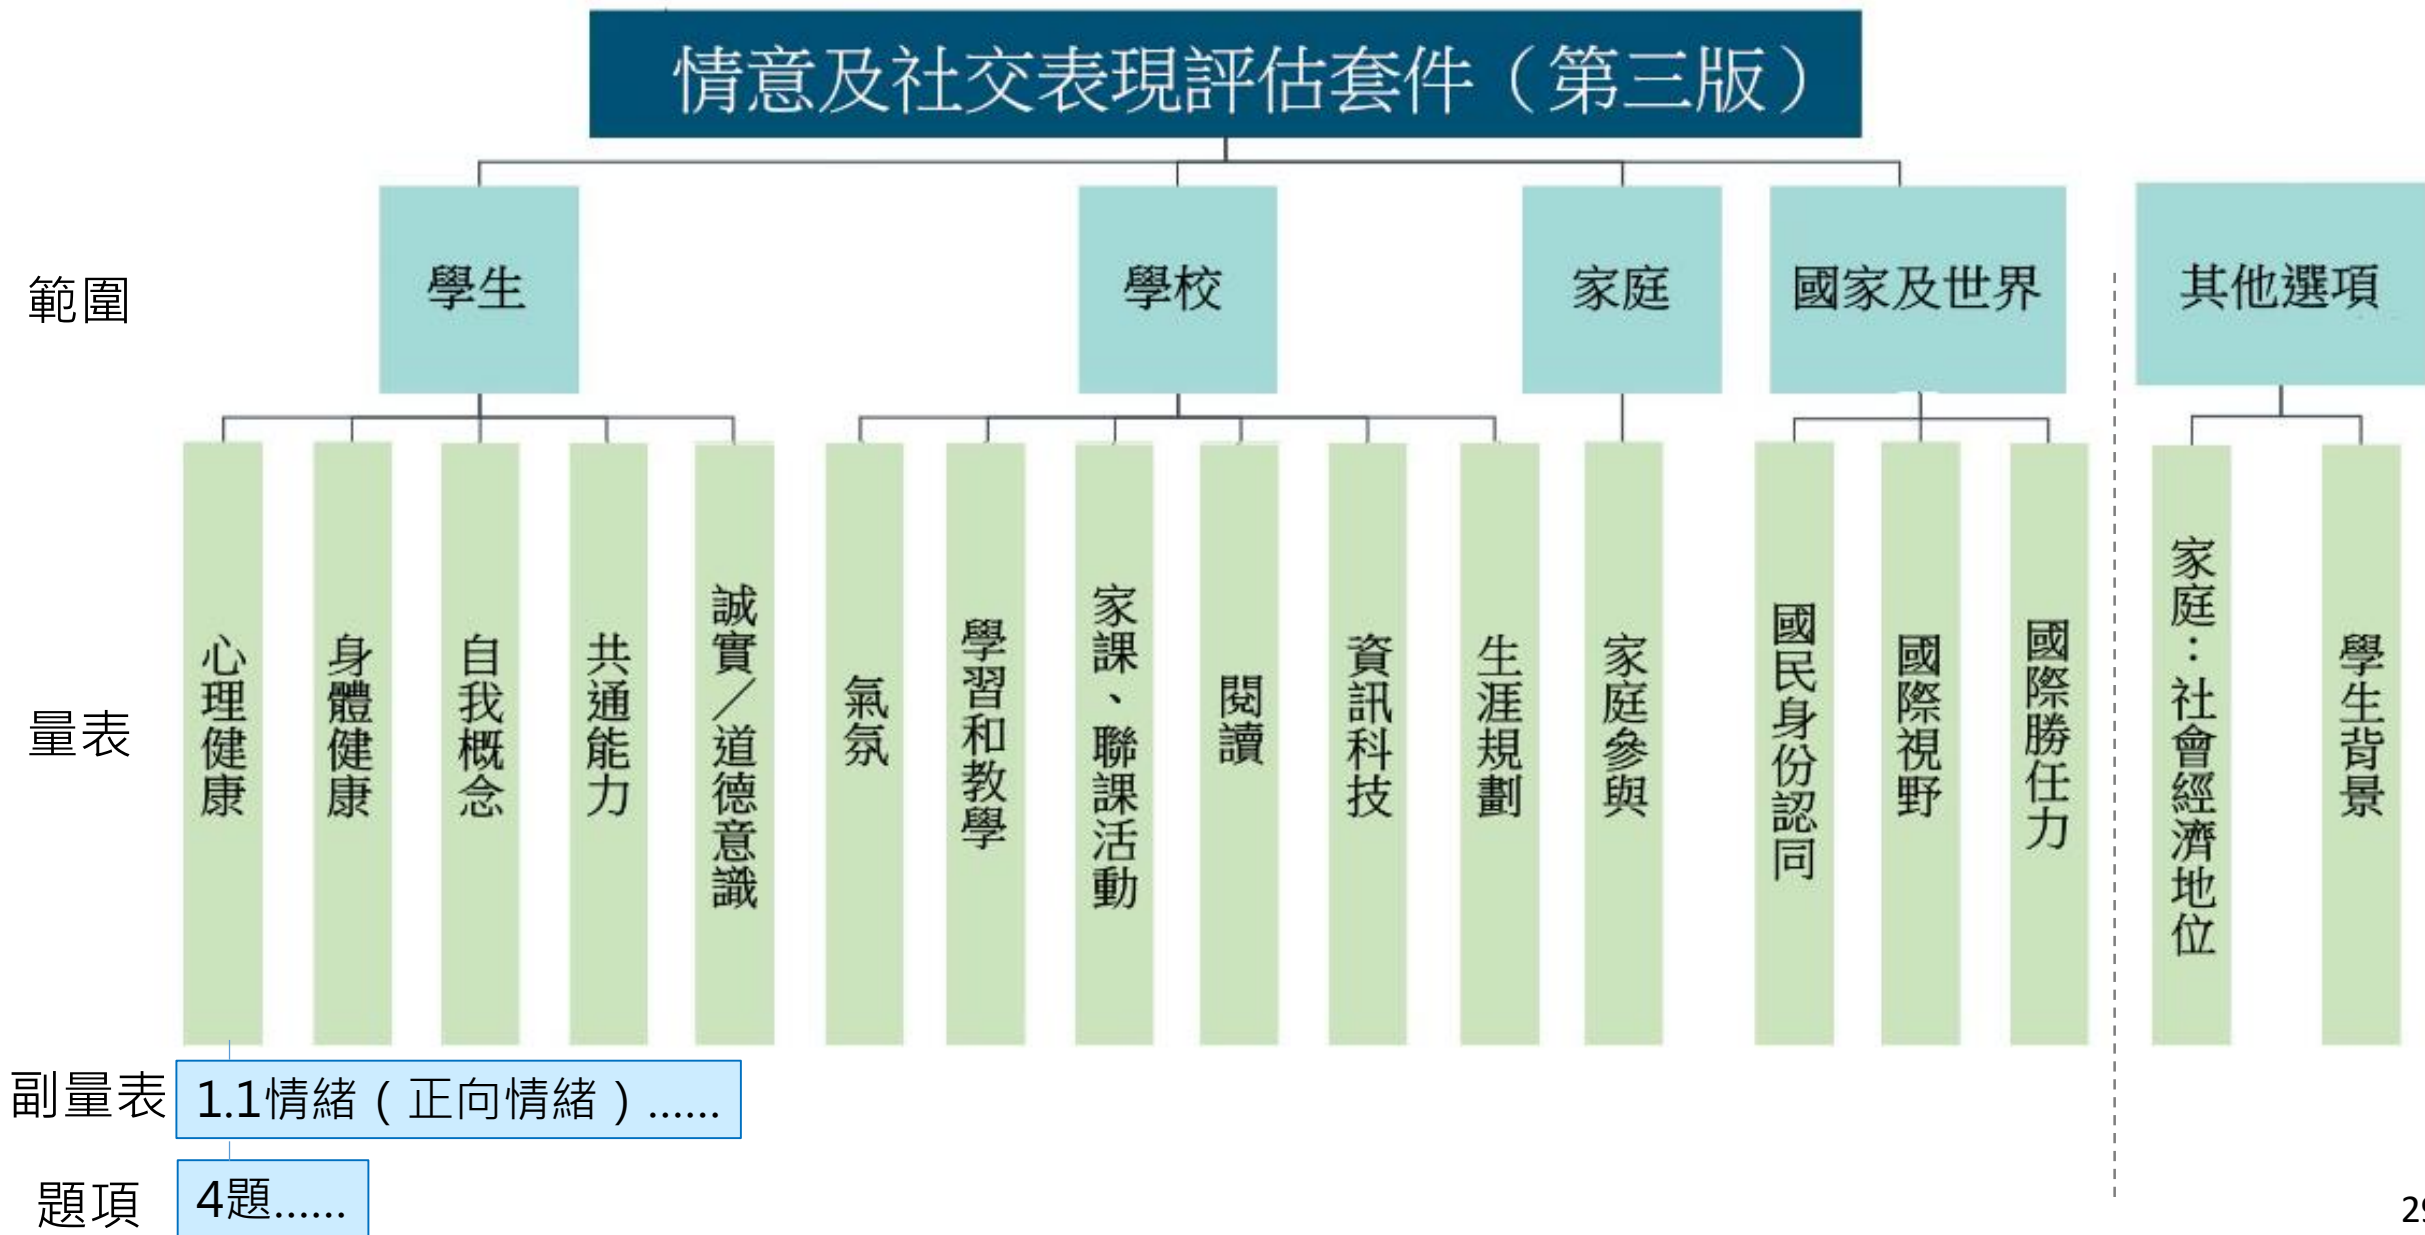 情意及社交表現評估套件（第三版）
範圍
學生
學校
家庭
國家及世界
其他選項
量表
心理健康
身體健康
自我概念
共通能力
誠實／道德意識
氣氛
學習和教學
家課、聯課活動
閱讀
資訊科技
生涯規劃
家庭參與
國民身份認同
國際視野
國際勝任力
家庭：社會經濟地位
學生背景
副量表
1.1情緒（正向情緒）......
題項
4題......
29